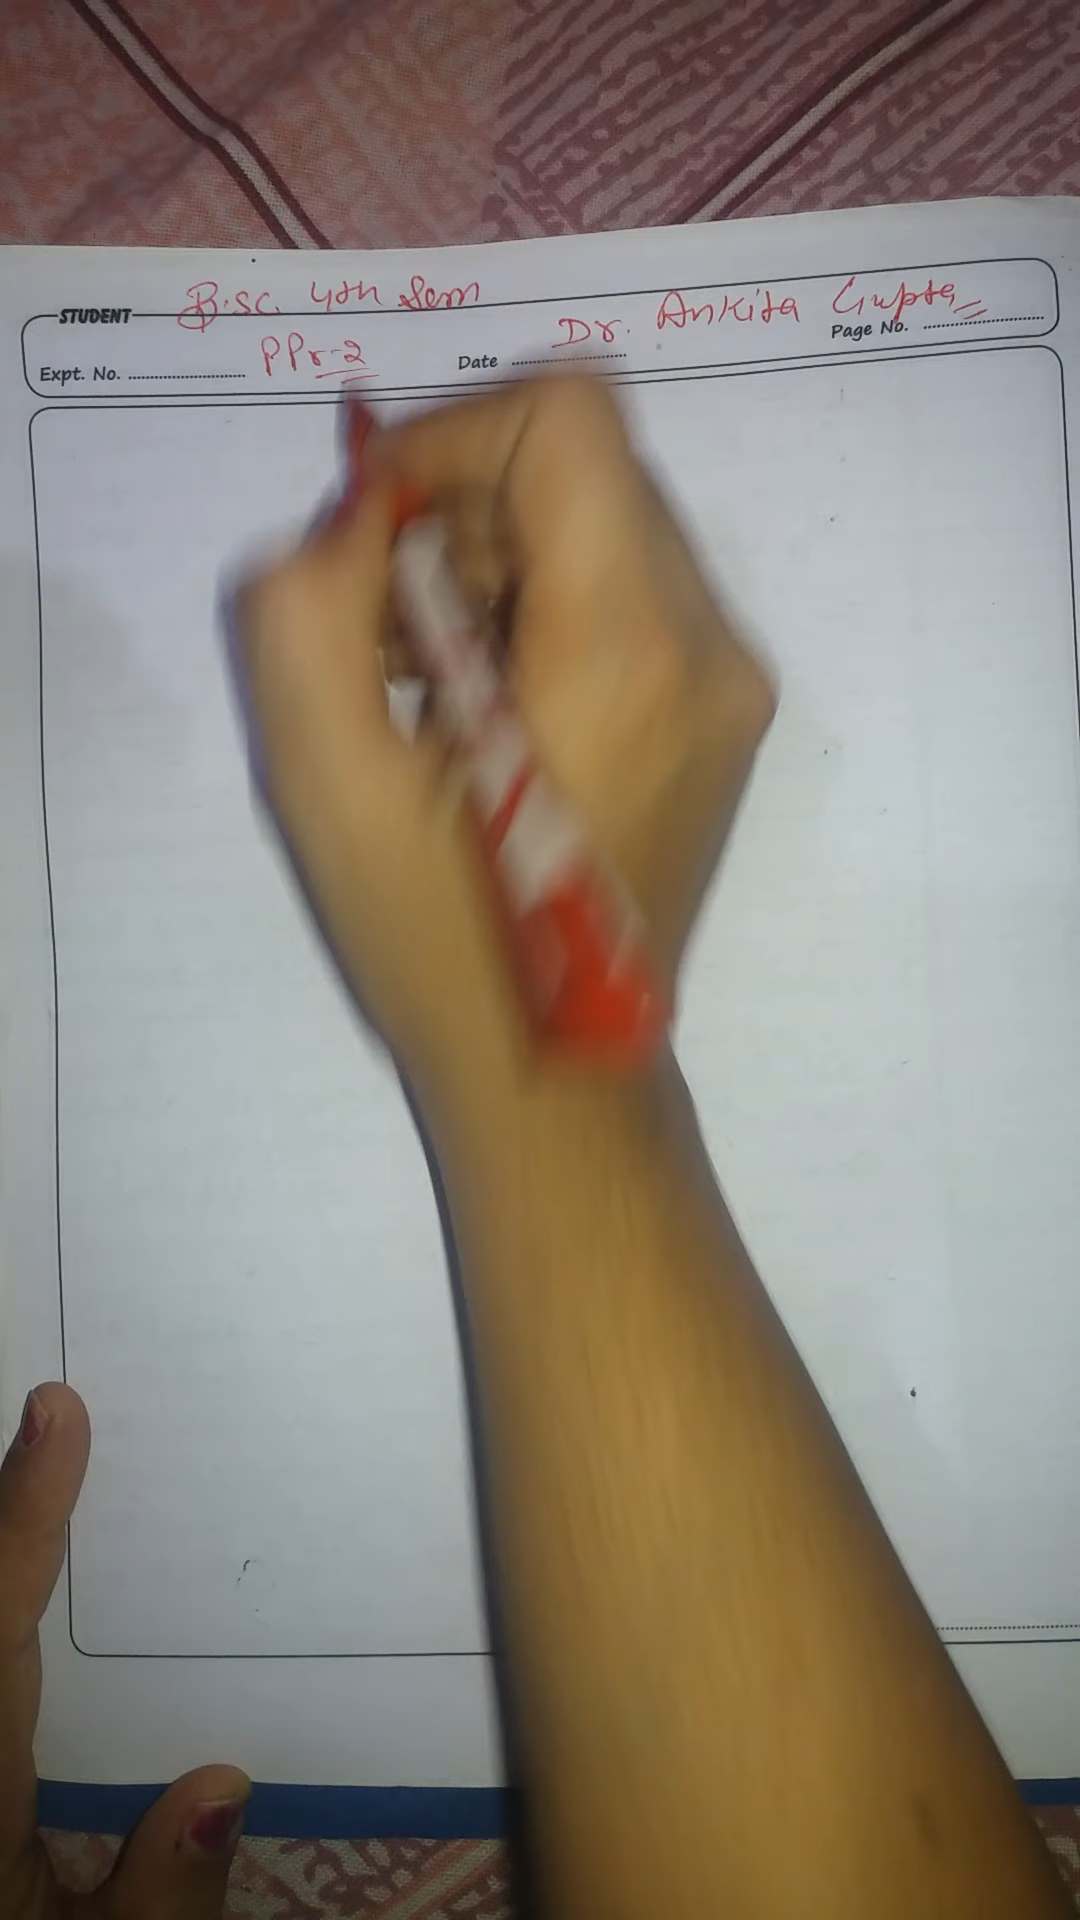 B.Sc. 4th Sem
STUDENT
Dr. Ankita Gupta
Page No.
Expt. No. PPr-2
Date